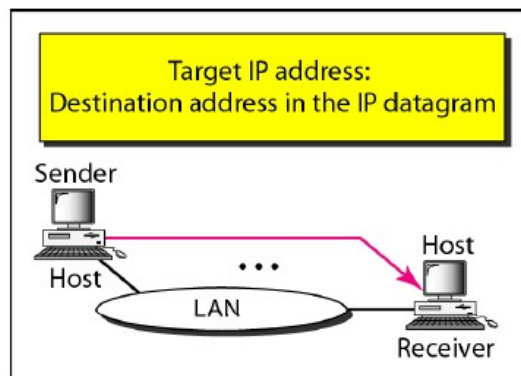 Target IP address:
Destination address in the IP datagram
Sender
Host
Host
...
LAN
Receiver